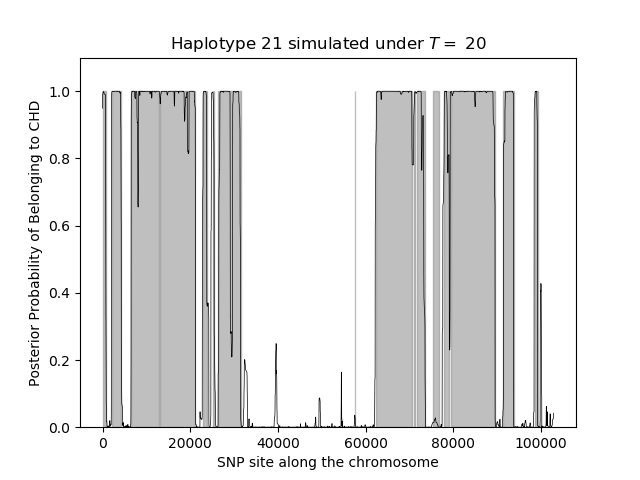 Haplotype 21 simulated under T = 20
1.0
0.8
0.6
0.4
0.2
0.0
Posterior Probability of Belonging to CHD
0 20000 40000 60000 80000 100000
SNP site along the chromosome